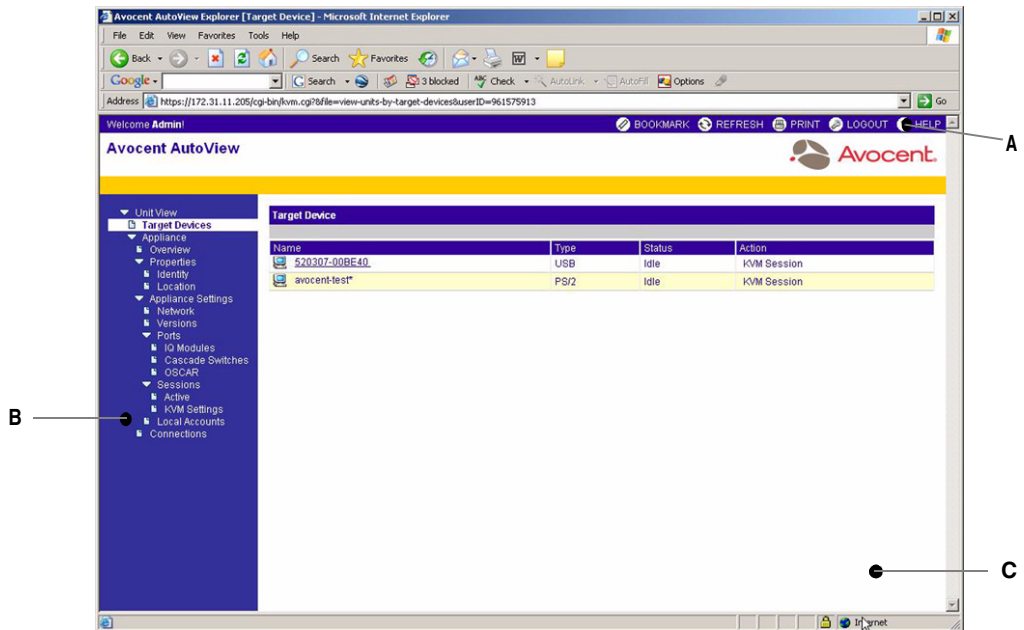 Avocent AutoView Explorer [Target Device] - Microsoft Internet Explorer
File Edit View Favorites Tools Help
Back Search Favorites
Google Search 3 blocked Check AutoLink AutoFill Options
Address https://172.31.11.205/cgi-bin/kvm.cgi?&file=view-units-by-target-devices&userID=961575913 Go
Welcome Admin! BOOKMARK REFRESH PRINT LOGOUT HELP
A
Avocent AutoView
Avocent.
Unit View
Target Devices
Appliance
Overview
Properties
Identity
Location
Appliance Settings
Network
Versions
Ports
IQ Modules
Cascade Switches
OSCAR
Sessions
Active
KVM Settings
Local Accounts
Connections
B
Target Device
Name Type Status Action
520307-00BE40 USB Idle KVM Session
avocent-test* PS/2 Idle KVM Session
C
Internet